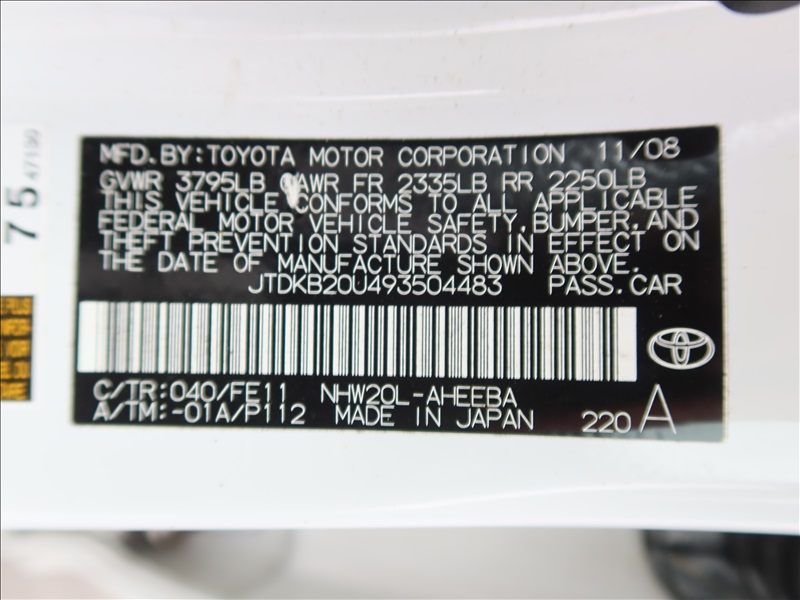 MFD.BY:TOYOTA MOTOR CORPORATION 11/08
GVWR 3795LB GAWR FR 2335LB RR 2250LB
THIS VEHICLE CONFORMS TO ALL APPLICABLE
FEDERAL MOTOR VEHICLE SAFETY,BUMPER,AND
THEFT PREVENTION STANDARDS IN EFFECT ON
THE DATE OF MANUFACTURE SHOWN ABOVE.
JTDKB20U493504483 PASS.CAR
C/TR:040/FE11 NHW20L-AHEEBA
A/TM:-01A/P112 MADE IN JAPAN 220 A
75
47190